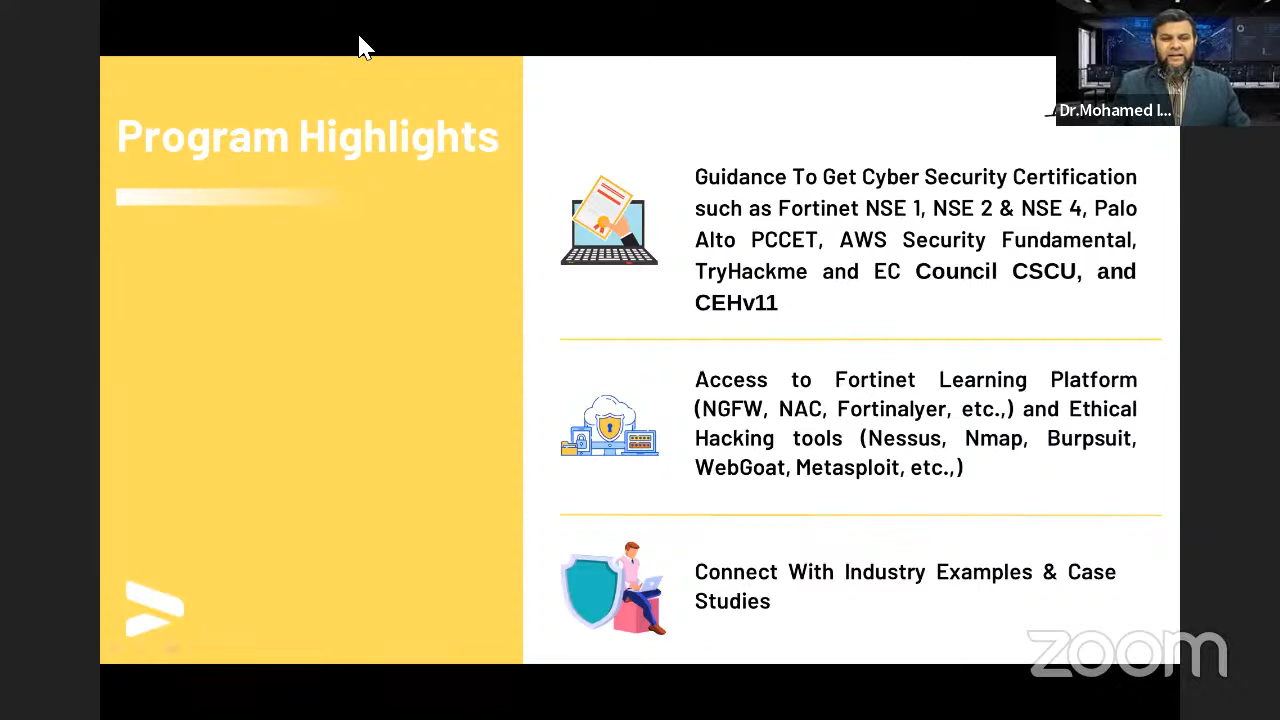 Program Highlights
Guidance To Get Cyber Security Certification
such as Fortinet NSE 1, NSE 2 & NSE 4, Palo
Alto PCCET, AWS Security Fundamental,
TryHackme and EC Council CSCU, and
CEHv11
Access to Fortinet Learning Platform
(NGFW, NAC, Fortinalyer, etc.,) and Ethical
Hacking tools (Nessus, Nmap, Burpsuit,
WebGoat, Metasploit, etc.,)
Connect With Industry Examples & Case
Studies
Dr.Mohamed I...
zoom